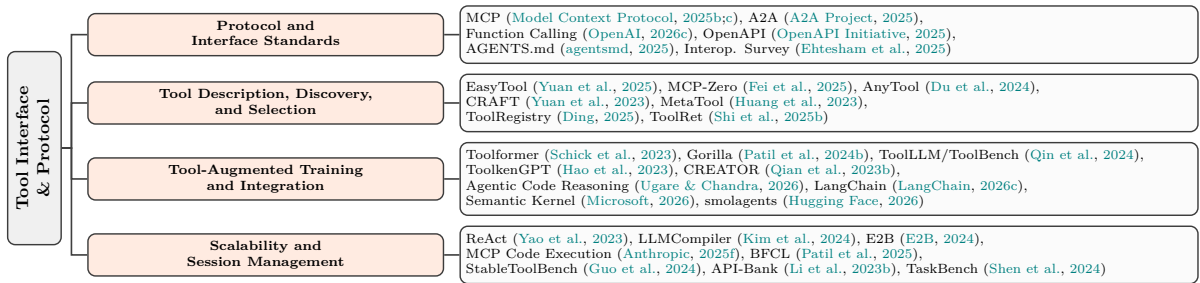 Tool Interface
& Protocol
Protocol and
Interface Standards
MCP (Model Context Protocol, 2025b;c), A2A (A2A Project, 2025),
Function Calling (OpenAI, 2026c), OpenAPI (OpenAPI Initiative, 2025),
AGENTS.md (agentsmd, 2025), Interop. Survey (Ehtesham et al., 2025)
Tool Description, Discovery,
and Selection
EasyTool (Yuan et al., 2025), MCP-Zero (Fei et al., 2025), AnyTool (Du et al., 2024),
CRAFT (Yuan et al., 2023), MetaTool (Huang et al., 2023),
ToolRegistry (Ding, 2025), ToolRet (Shi et al., 2025b)
Tool-Augmented Training
and Integration
Toolformer (Schick et al., 2023), Gorilla (Patil et al., 2024b), ToolLLM/ToolBench (Qin et al., 2024),
ToolkenGPT (Hao et al., 2023), CREATOR (Qian et al., 2023b),
Agentic Code Reasoning (Ugare & Chandra, 2026), LangChain (LangChain, 2026c),
Semantic Kernel (Microsoft, 2026), smolagents (Hugging Face, 2026)
Scalability and
Session Management
ReAct (Yao et al., 2023), LLMCompiler (Kim et al., 2024), E2B (E2B, 2024),
MCP Code Execution (Anthropic, 2025f), BFCL (Patil et al., 2025),
StableToolBench (Guo et al., 2024), API-Bank (Li et al., 2023b), TaskBench (Shen et al., 2024)